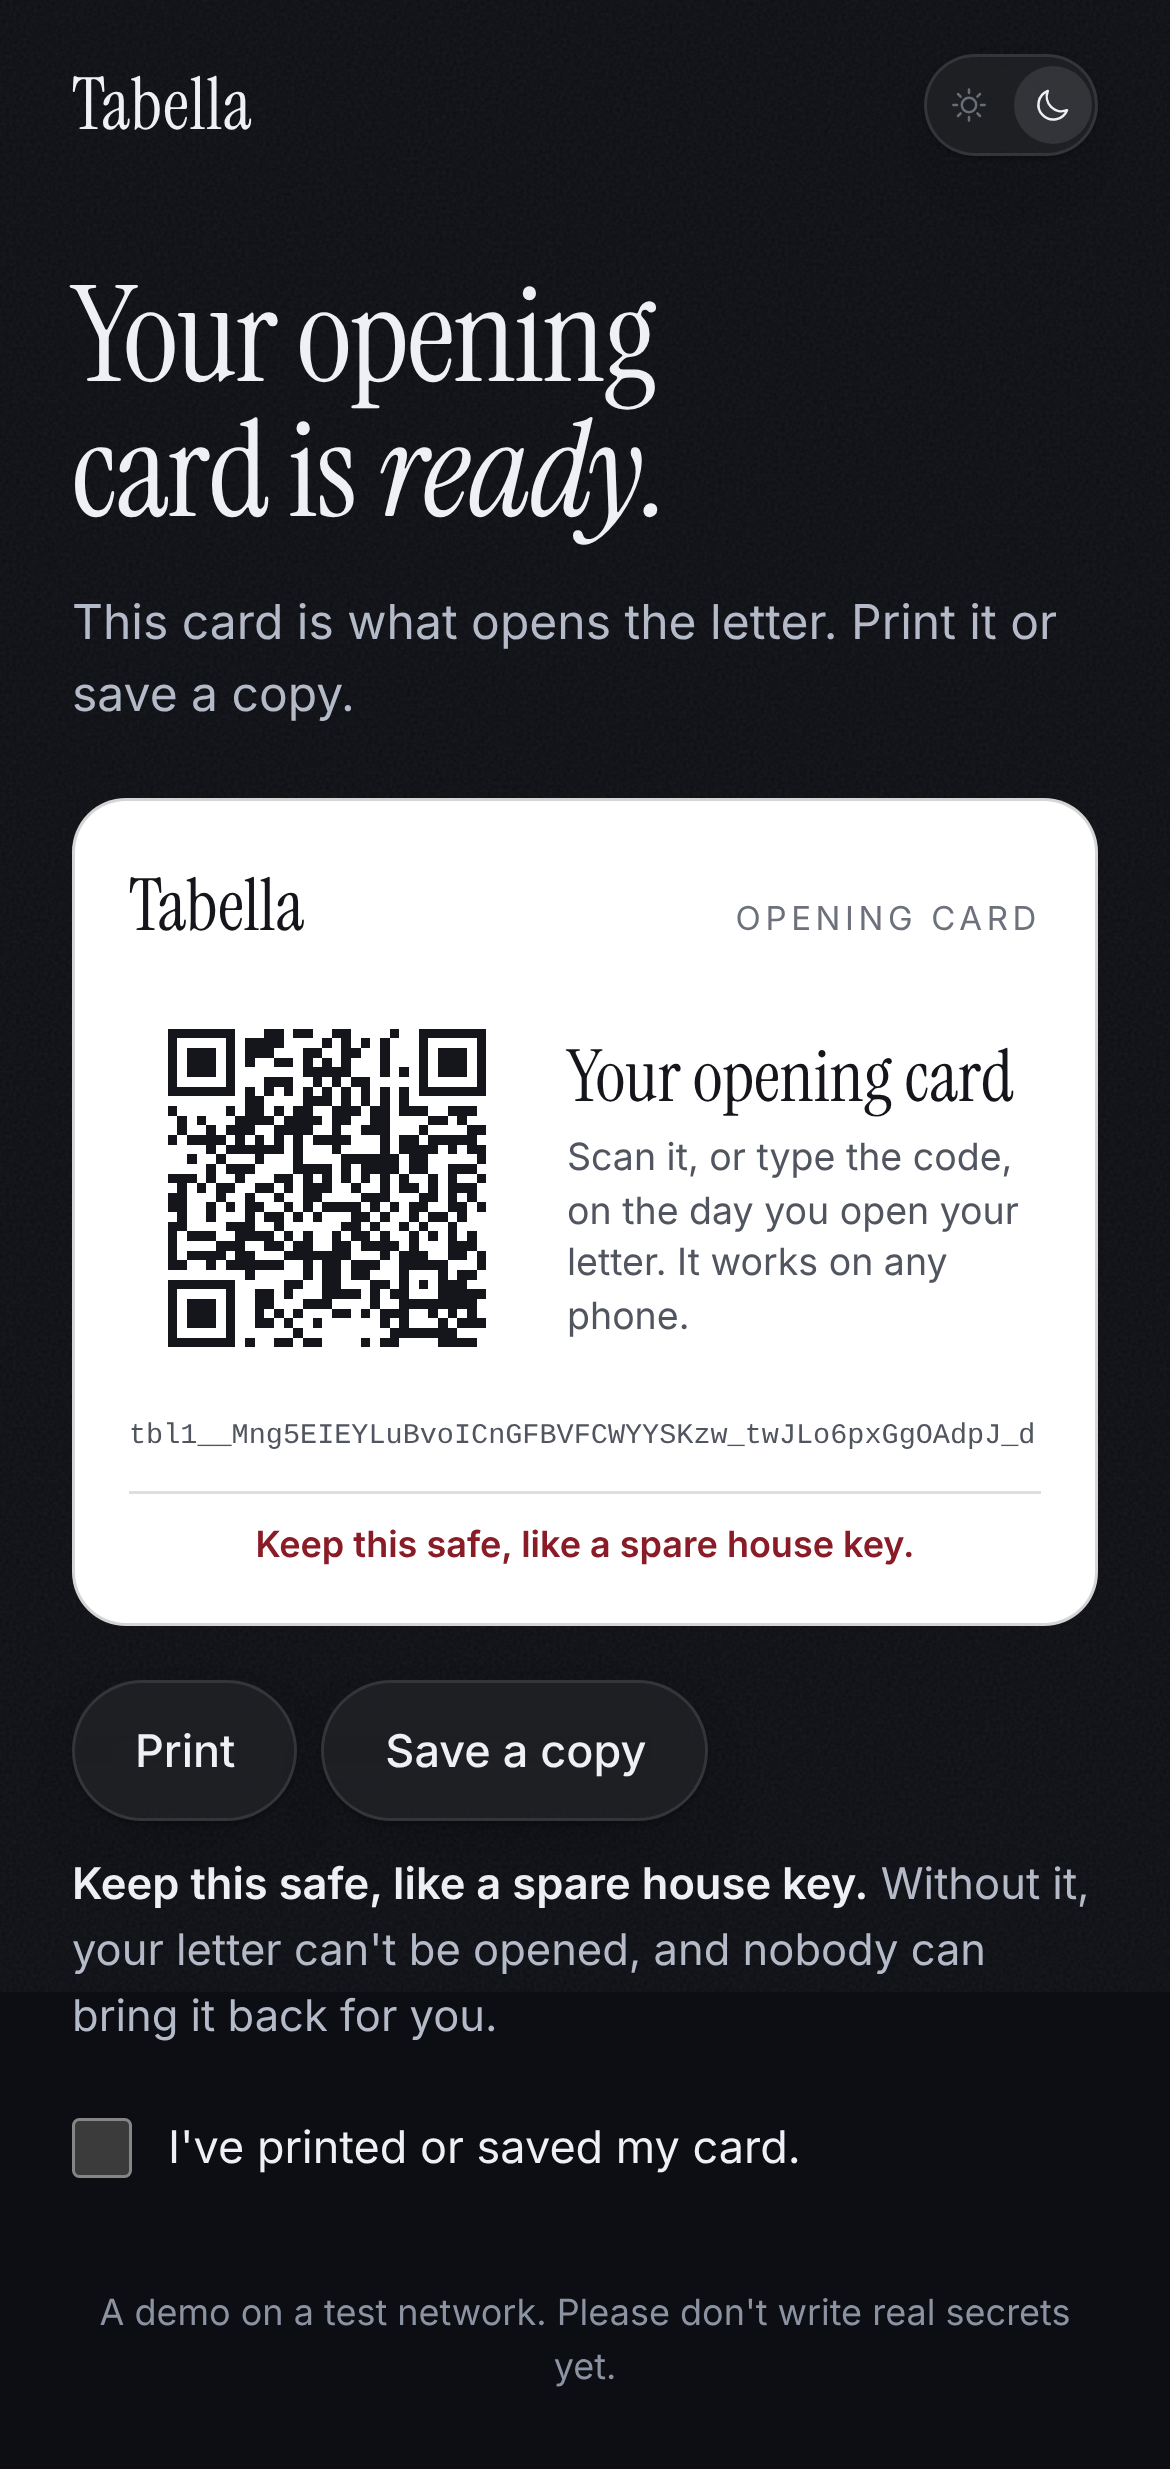 Tabella
Your opening
card is ready.
This card is what opens the letter. Print it or
save a copy.
Tabella
OPENING CARD
Your opening card
Scan it, or type the code,
on the day you open your
letter. It works on any
phone.
tbl1__Mng5EIEYLuBvoICnGFBVFCWYYSKzw_twJLo6pxGgOAdpJ_d
Keep this safe, like a spare house key.
Print
Save a copy
Keep this safe, like a spare house key. Without it,
your letter can't be opened, and nobody can
bring it back for you.
I've printed or saved my card.
A demo on a test network. Please don't write real secrets
yet.